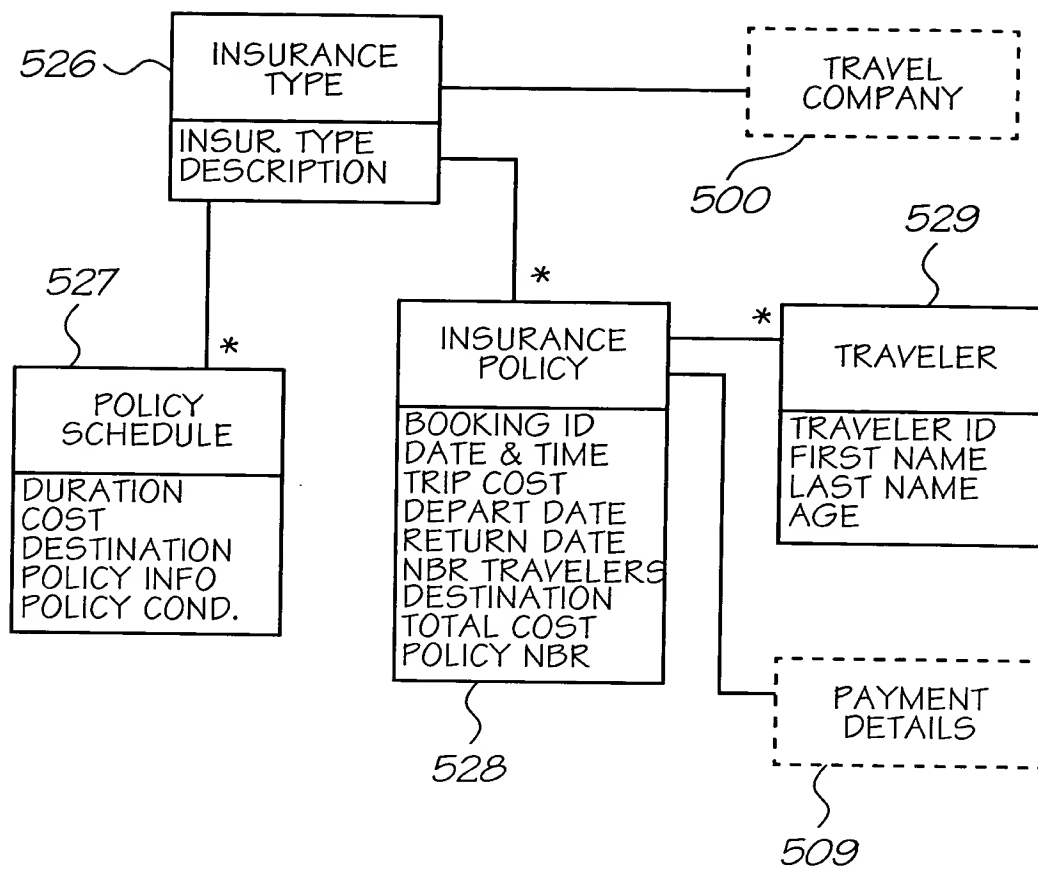 526
INSURANCE
TYPE
INSUR. TYPE
DESCRIPTION
TRAVEL
COMPANY
500
529
527
*
POLICY
SCHEDULE
DURATION
COST
DESTINATION
POLICY INFO
POLICY COND.
*
INSURANCE
POLICY
BOOKING ID
DATE & TIME
TRIP COST
DEPART DATE
RETURN DATE
NBR TRAVELERS
DESTINATION
TOTAL COST
POLICY NBR
528
*
TRAVELER
TRAVELER ID
FIRST NAME
LAST NAME
AGE
PAYMENT
DETAILS
509